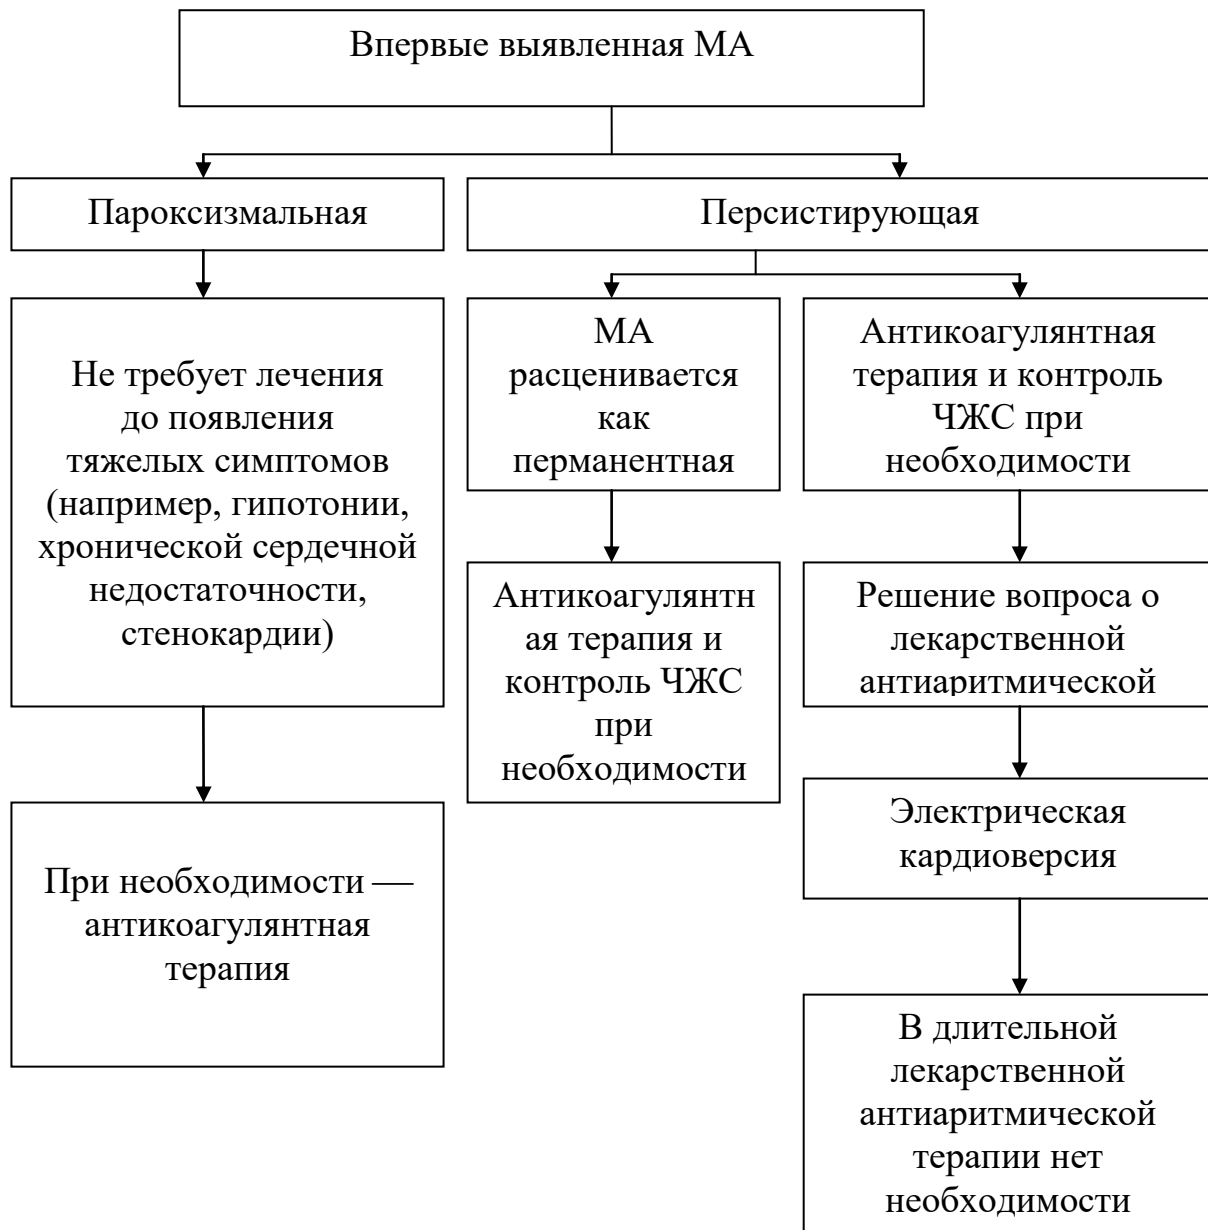 Впервые выявленная МА
Пароксизмальная
Персистирующая
Не требует лечения
до появления
тяжелых симптомов
(например, гипотонии,
хронической сердечной
недостаточности,
стенокардии)
МА
расценивается
как
перманентная
Антикоагулянтная
терапия и контроль
ЧЖС при
необходимости
Антикоагулянтн
ая терапия и
контроль ЧЖС
при
необходимости
Решение вопроса о
лекарственной
антиаритмической
При необходимости —
антикоагулянтная
терапия
Электрическая
кардиоверсия
В длительной
лекарственной
антиаритмической
терапии нет
необходимости